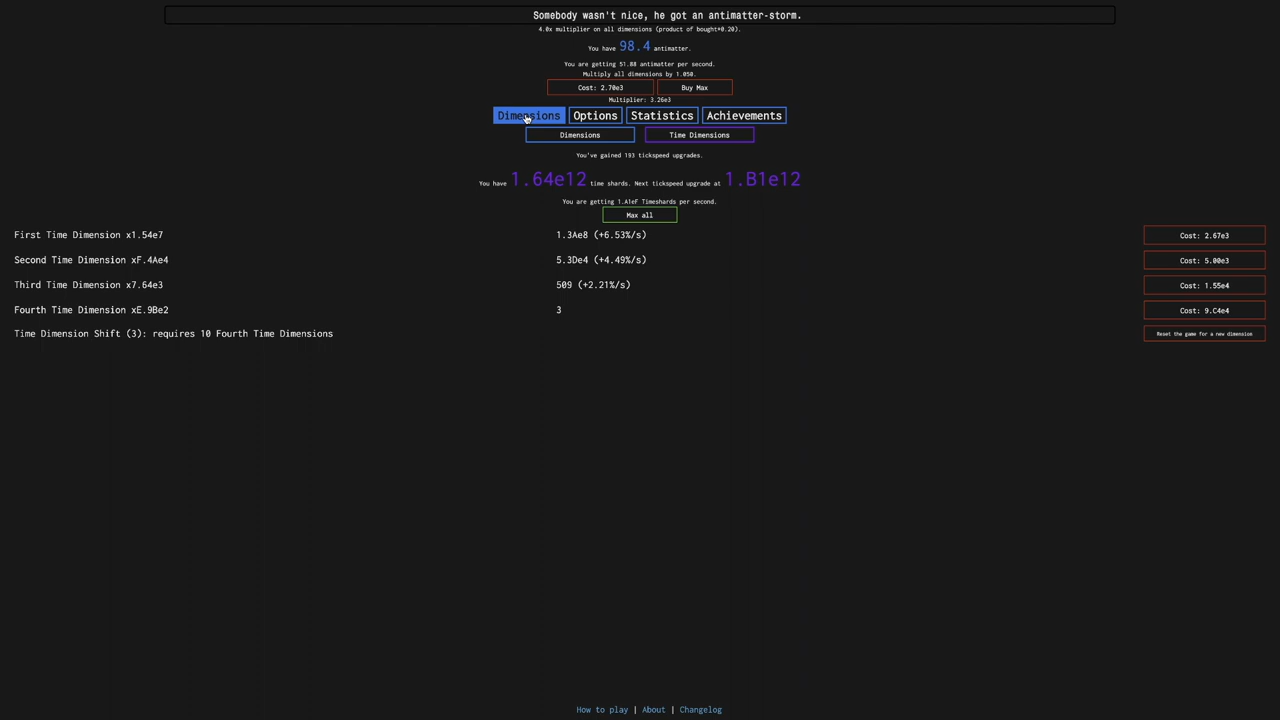 Somebody wasn't nice, he got an antimatter-storm.
4.0x multiplier on all dimensions (product of bought*0.20).
You have 98.4 antimatter.
You are getting 51.88 antimatter per second.
Multiply all dimensions by 1.050.
Cost: 2.70e3 Buy Max
Multiplier: 3.26e3
Dimensions Options Statistics Achievements
Dimensions Time Dimensions
You've gained 193 tickspeed upgrades.
You have 1.64e12 time shards. Next tickspeed upgrade at 1.B1e12
You are getting 1.A1eF Timeshards per second.
Max all
First Time Dimension x1.54e7 1.3Ae8 (+6.53%/s) Cost: 2.67e3
Second Time Dimension xF.4Ae4 5.3De4 (+4.49%/s) Cost: 5.00e3
Third Time Dimension x7.64e3 509 (+2.21%/s) Cost: 1.55e4
Fourth Time Dimension xE.9Be2 3 Cost: 9.C4e4
Time Dimension Shift (3): requires 10 Fourth Time Dimensions Reset the game for a new dimension
How to play | About | Changelog